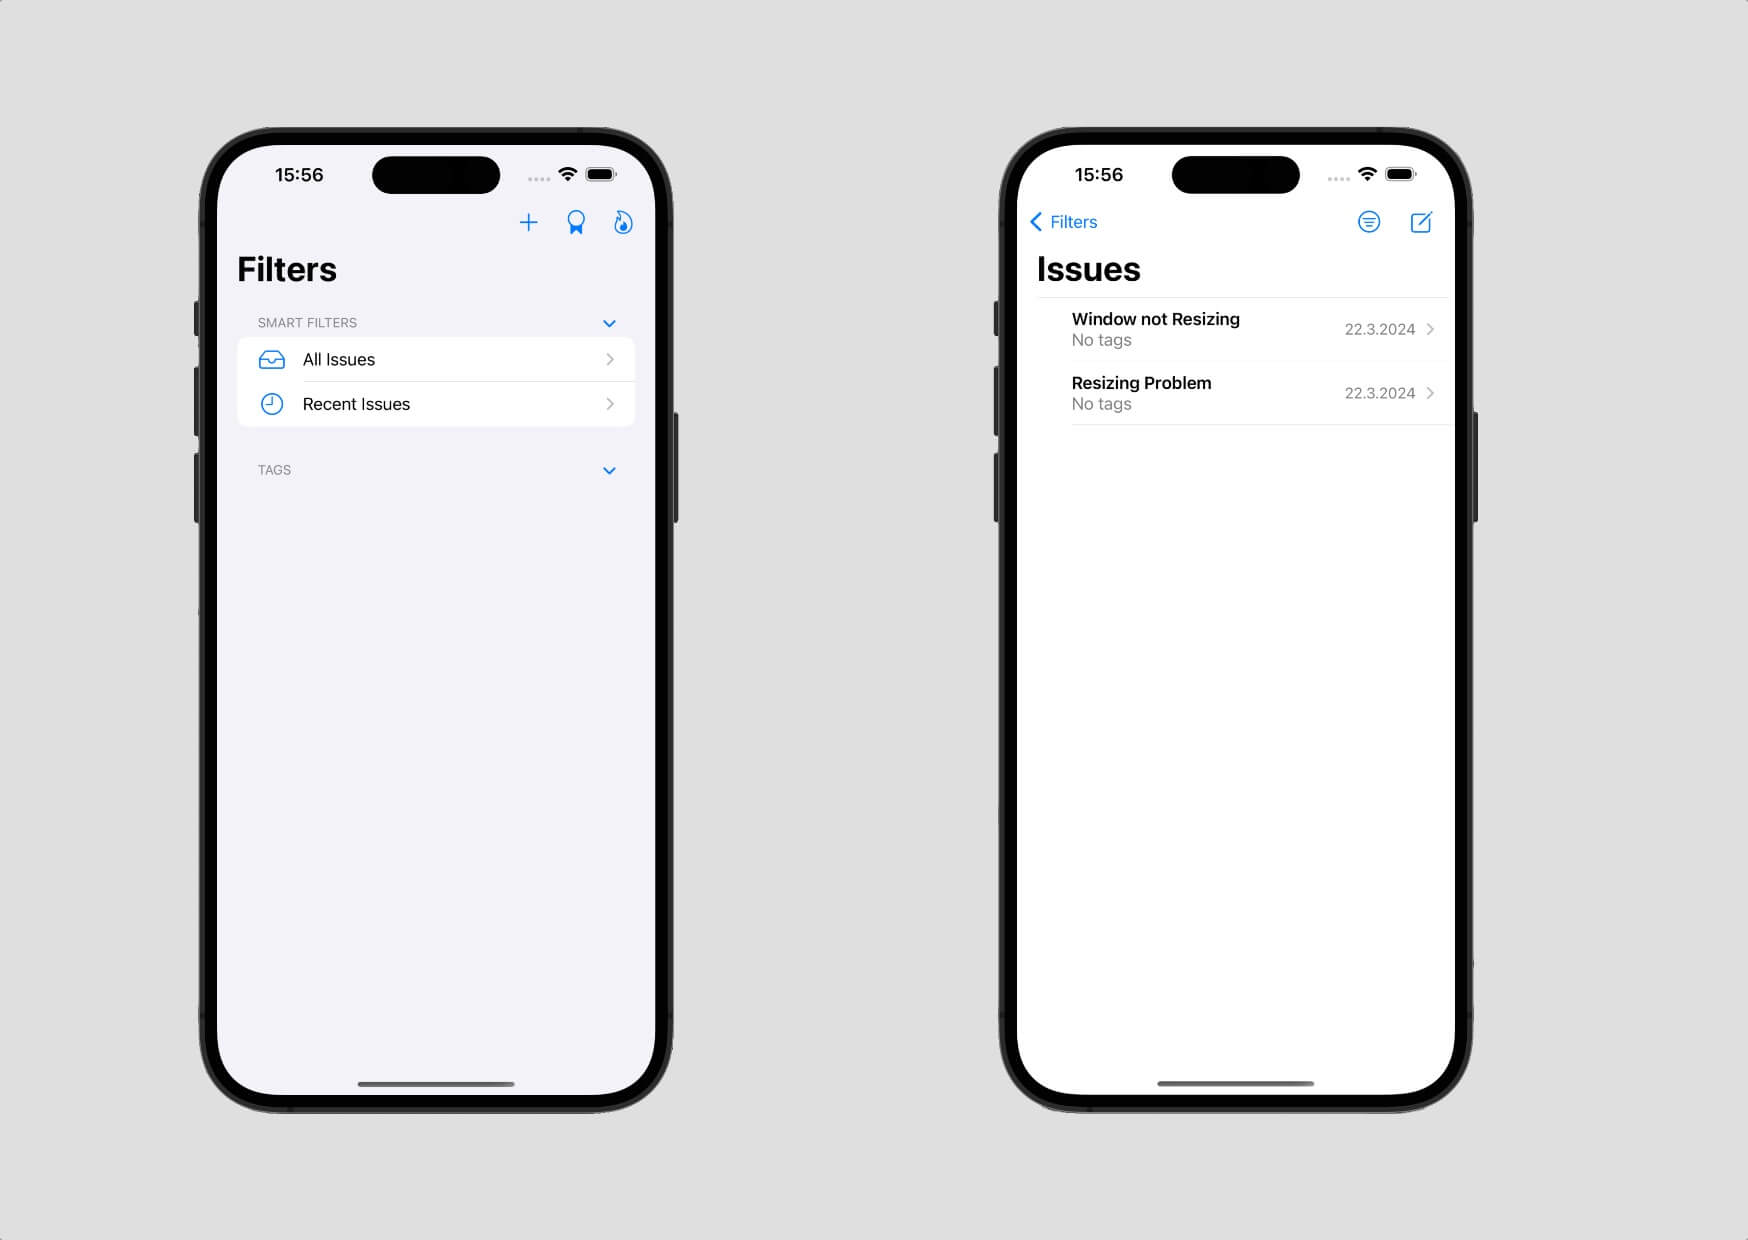 15:56
Filters
SMART FILTERS
All Issues
Recent Issues
TAGS
15:56
Filters
Issues
Window not Resizing
No tags
22.3.2024
Resizing Problem
No tags
22.3.2024